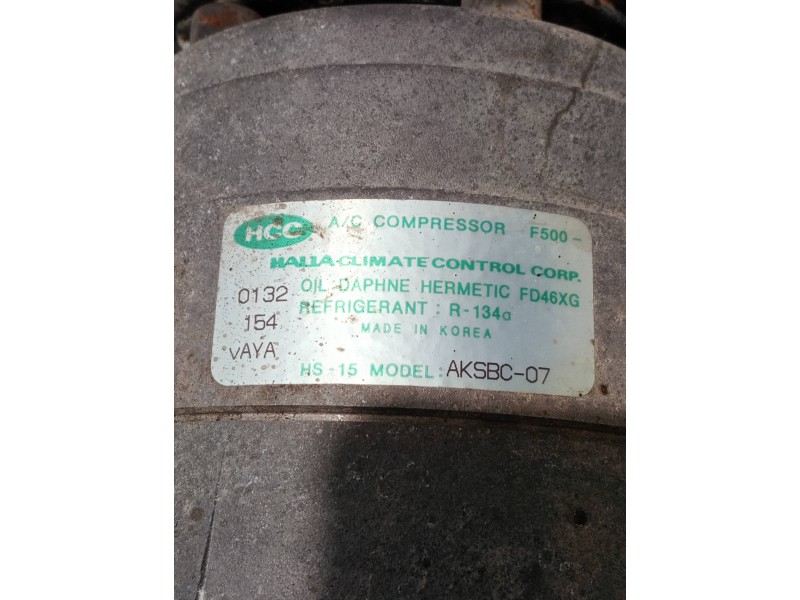 HCC A/C COMPRESSOR F500-
HALLA CLIMATE CONTROL CORP.
OIL DAPHNE HERMETIC FD46XG
0132
REFRIGERANT : R-134a
154
MADE IN KOREA
VAYA
HS-15 MODEL: AKSBC-07